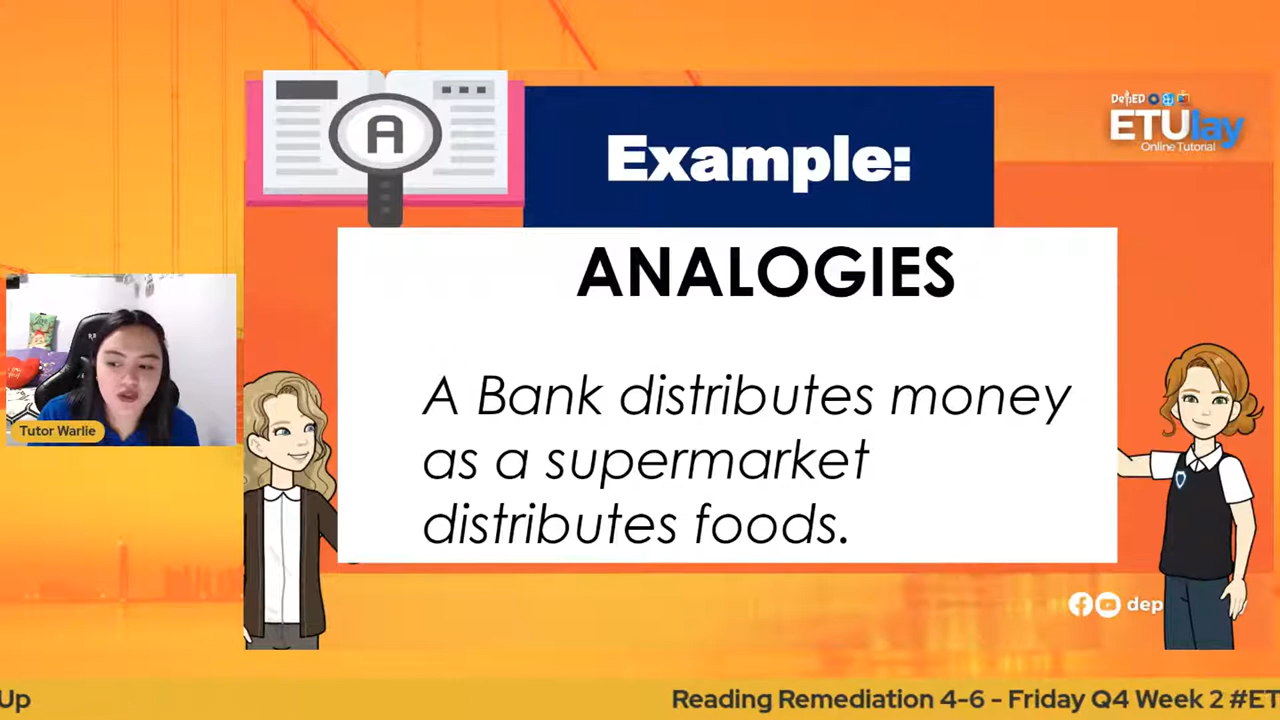 A
Example:
DepED
ETUlay
Online Tutorial
ANALOGIES
A Bank distributes money
as a supermarket
distributes foods.
Tutor Warlie
dep
Up
Reading Remediation 4-6 - Friday Q4 Week 2 #ET